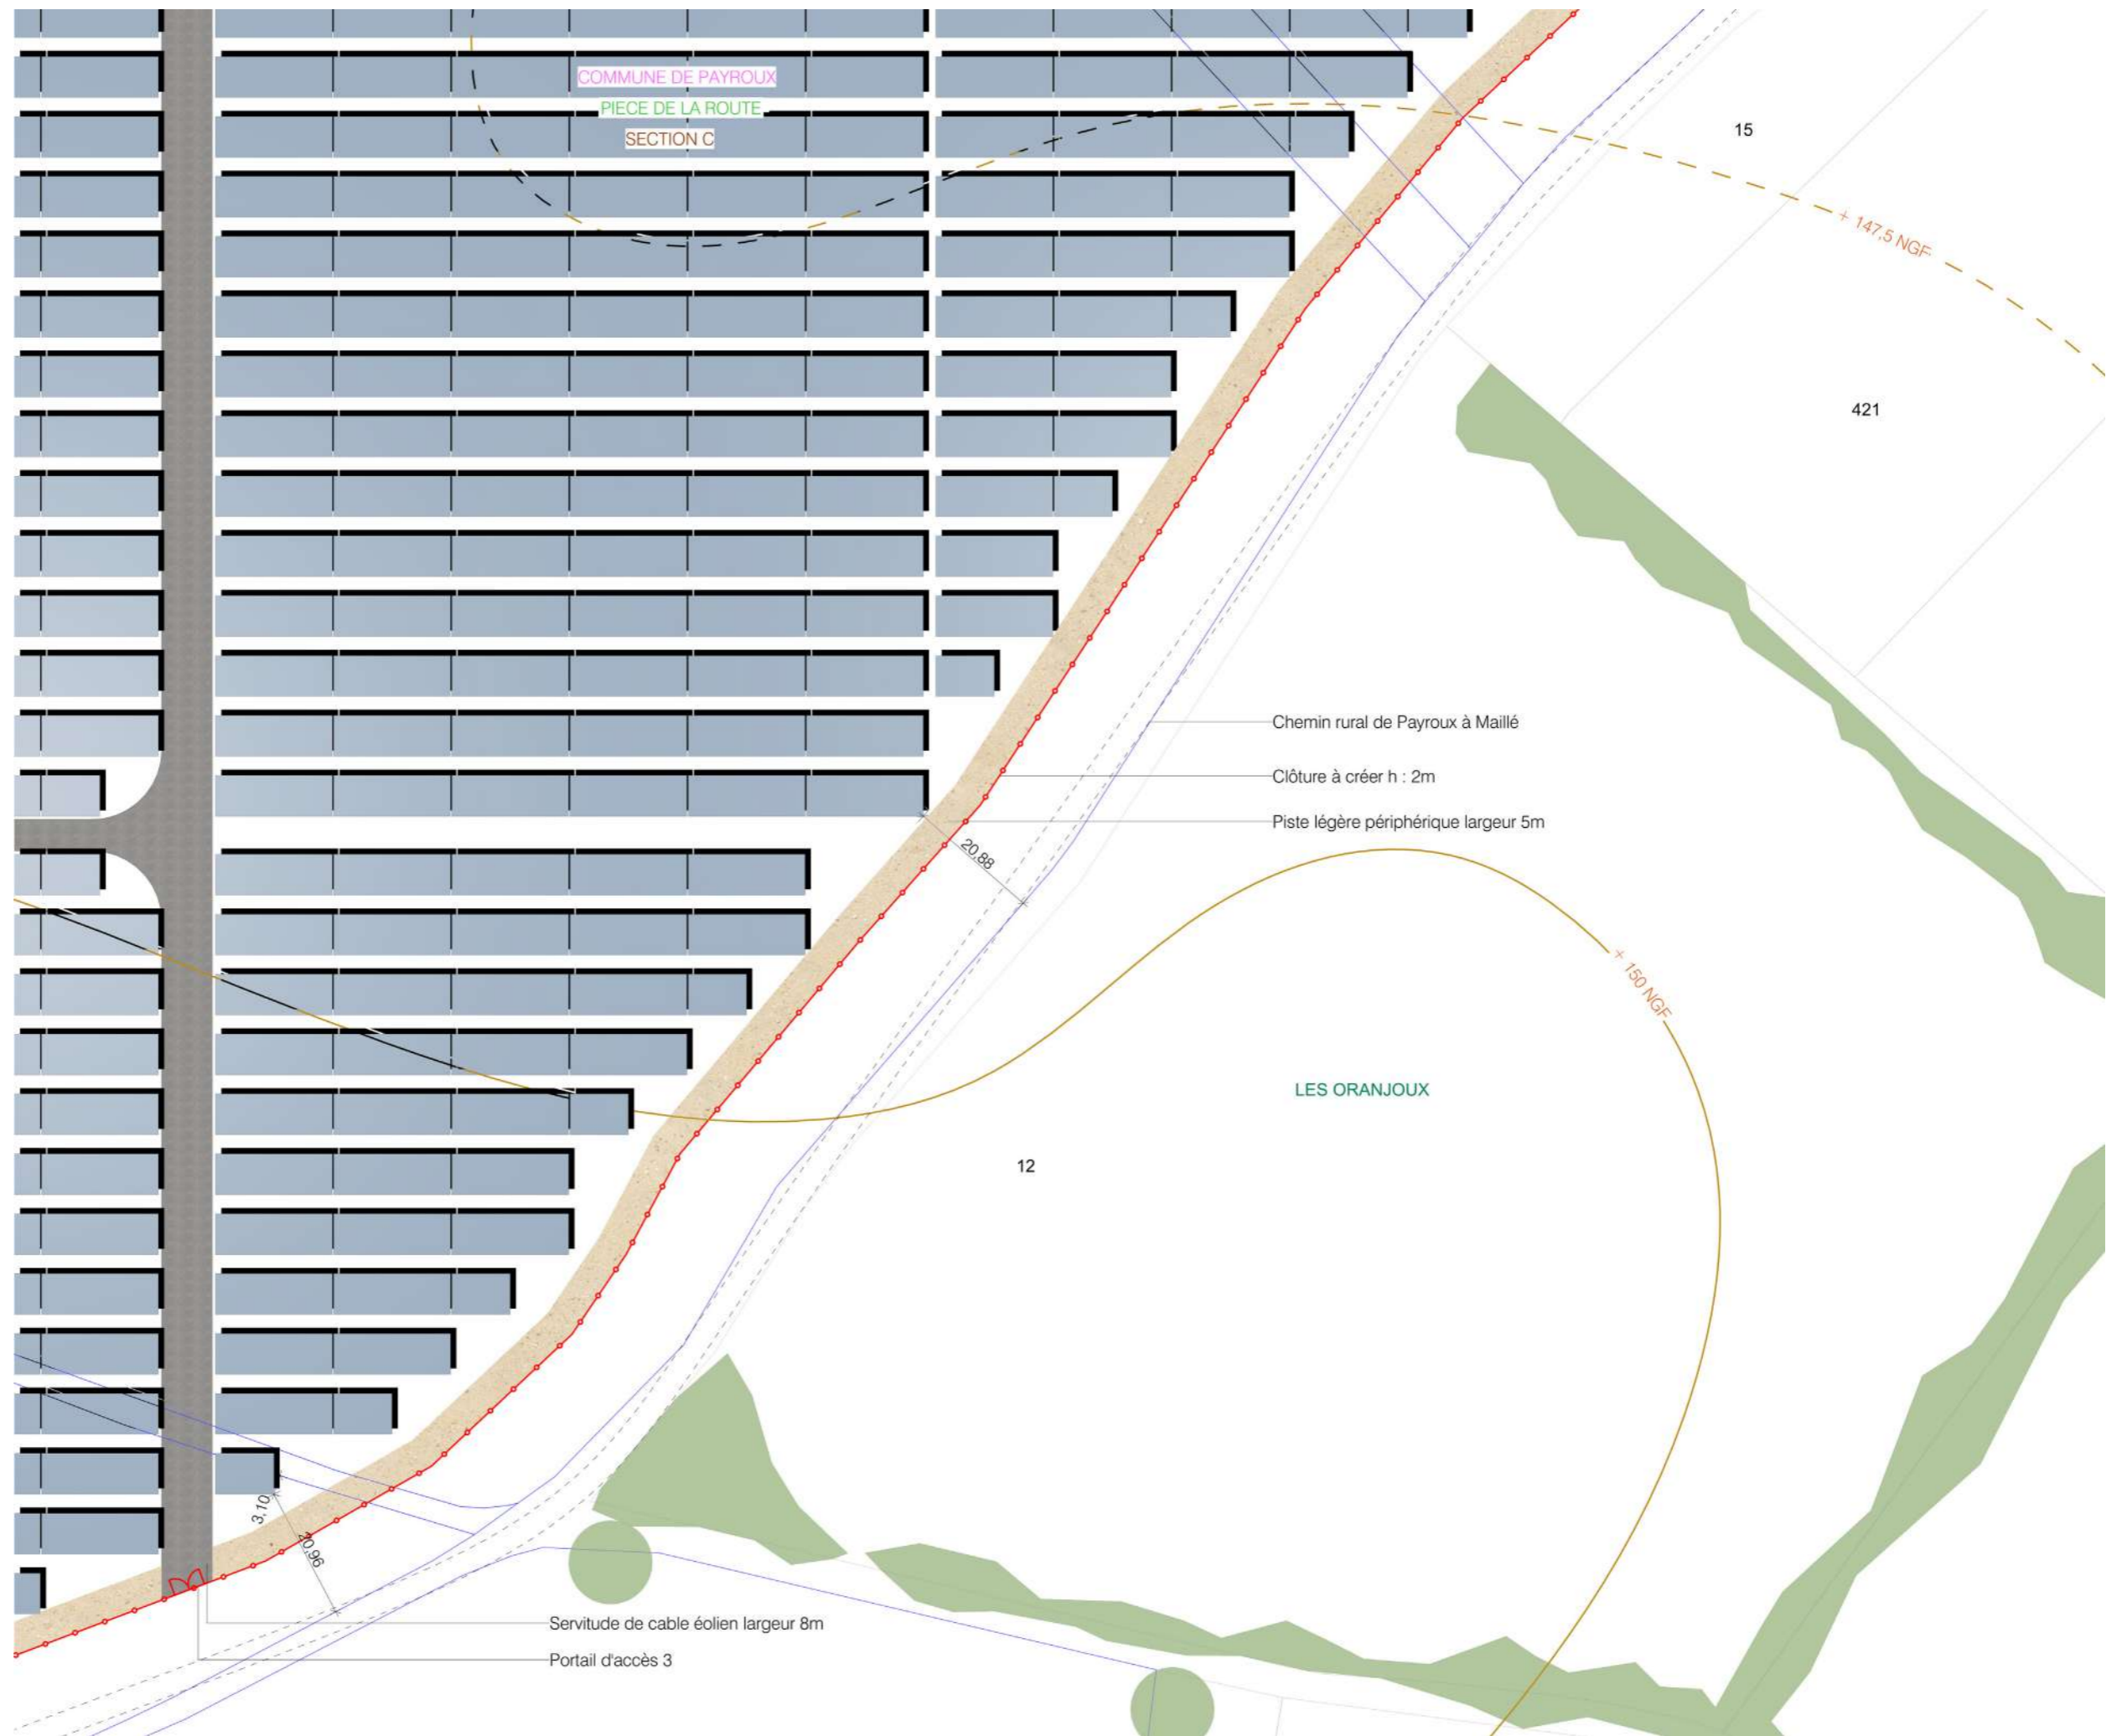 COMMUNE DE PAYROUX
PIECE DE LA ROUTE
SECTION C
15
+ 147,5 NGF
421
Chemin rural de Payroux à Maillé
Clôture à créer h : 2m
Piste légère périphérique largeur 5m
20,88
+ 150 NGF
LES ORANJOUX
12
3,10
20,96
Servitude de cable éolien largeur 8m
Portail d'accès 3